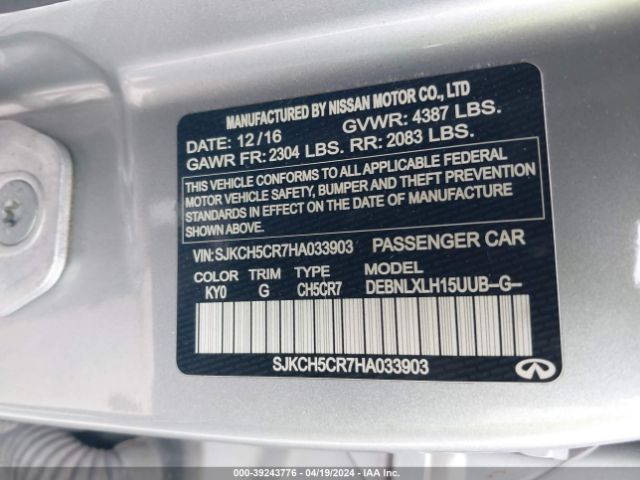 MANUFACTURED BY NISSAN MOTOR CO., LTD
DATE: 12/16 GVWR: 4387 LBS.
GAWR FR: 2304 LBS. RR: 2083 LBS.
THIS VEHICLE CONFORMS TO ALL APPLICABLE FEDERAL
MOTOR VEHICLE SAFETY, BUMPER AND THEFT PREVENTION
STANDARDS IN EFFECT ON THE DATE OF MANUFACTURE
SHOWN ABOVE.
VIN: SJKCH5CR7HA033903 PASSENGER CAR
COLOR TRIM TYPE MODEL
KY0 G CH5CR7 DEBNLXLH15UUB-G-
SJKCH5CR7HA033903
000-39243776 - 04/19/2024 - IAA Inc.